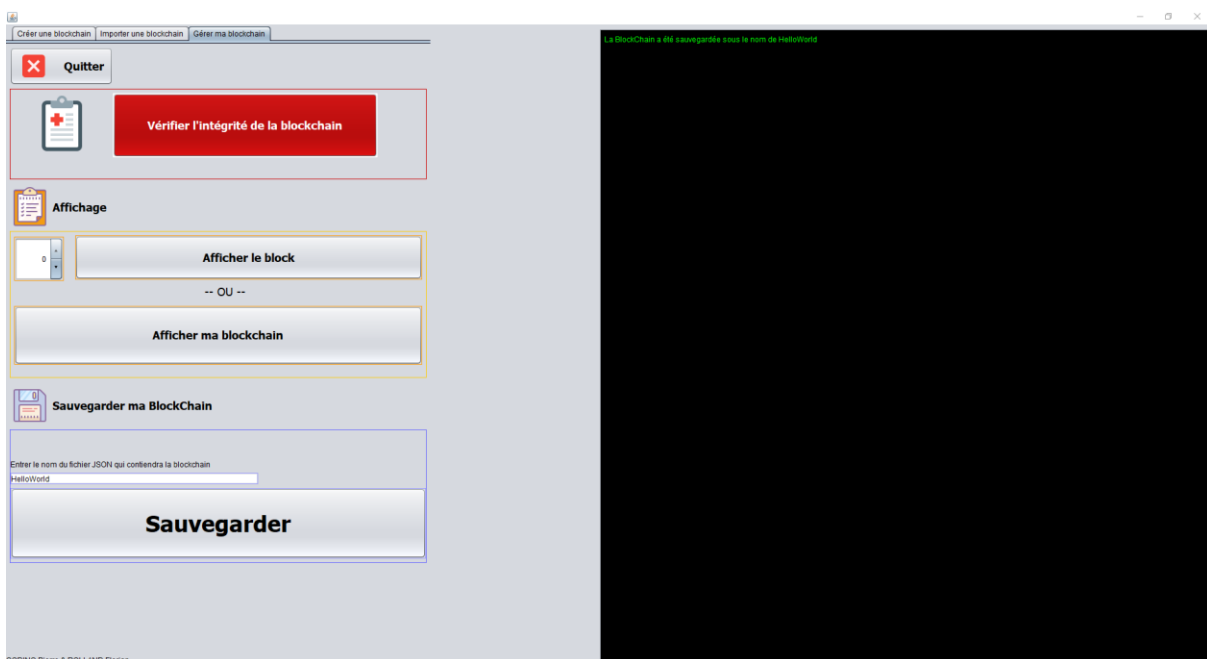 Créer une blockchain Importer une blockchain Gérer ma blockchain
La BlockChain a été sauvegardée sous le nom de HelloWorld
Quitter
Vérifier l'intégrité de la blockchain
Affichage
0
Afficher le block
-- OU --
Afficher ma blockchain
Sauvegarder ma BlockChain
Entrer le nom du fichier JSON qui contiendra la blockchain
HelloWorld
Sauvegarder